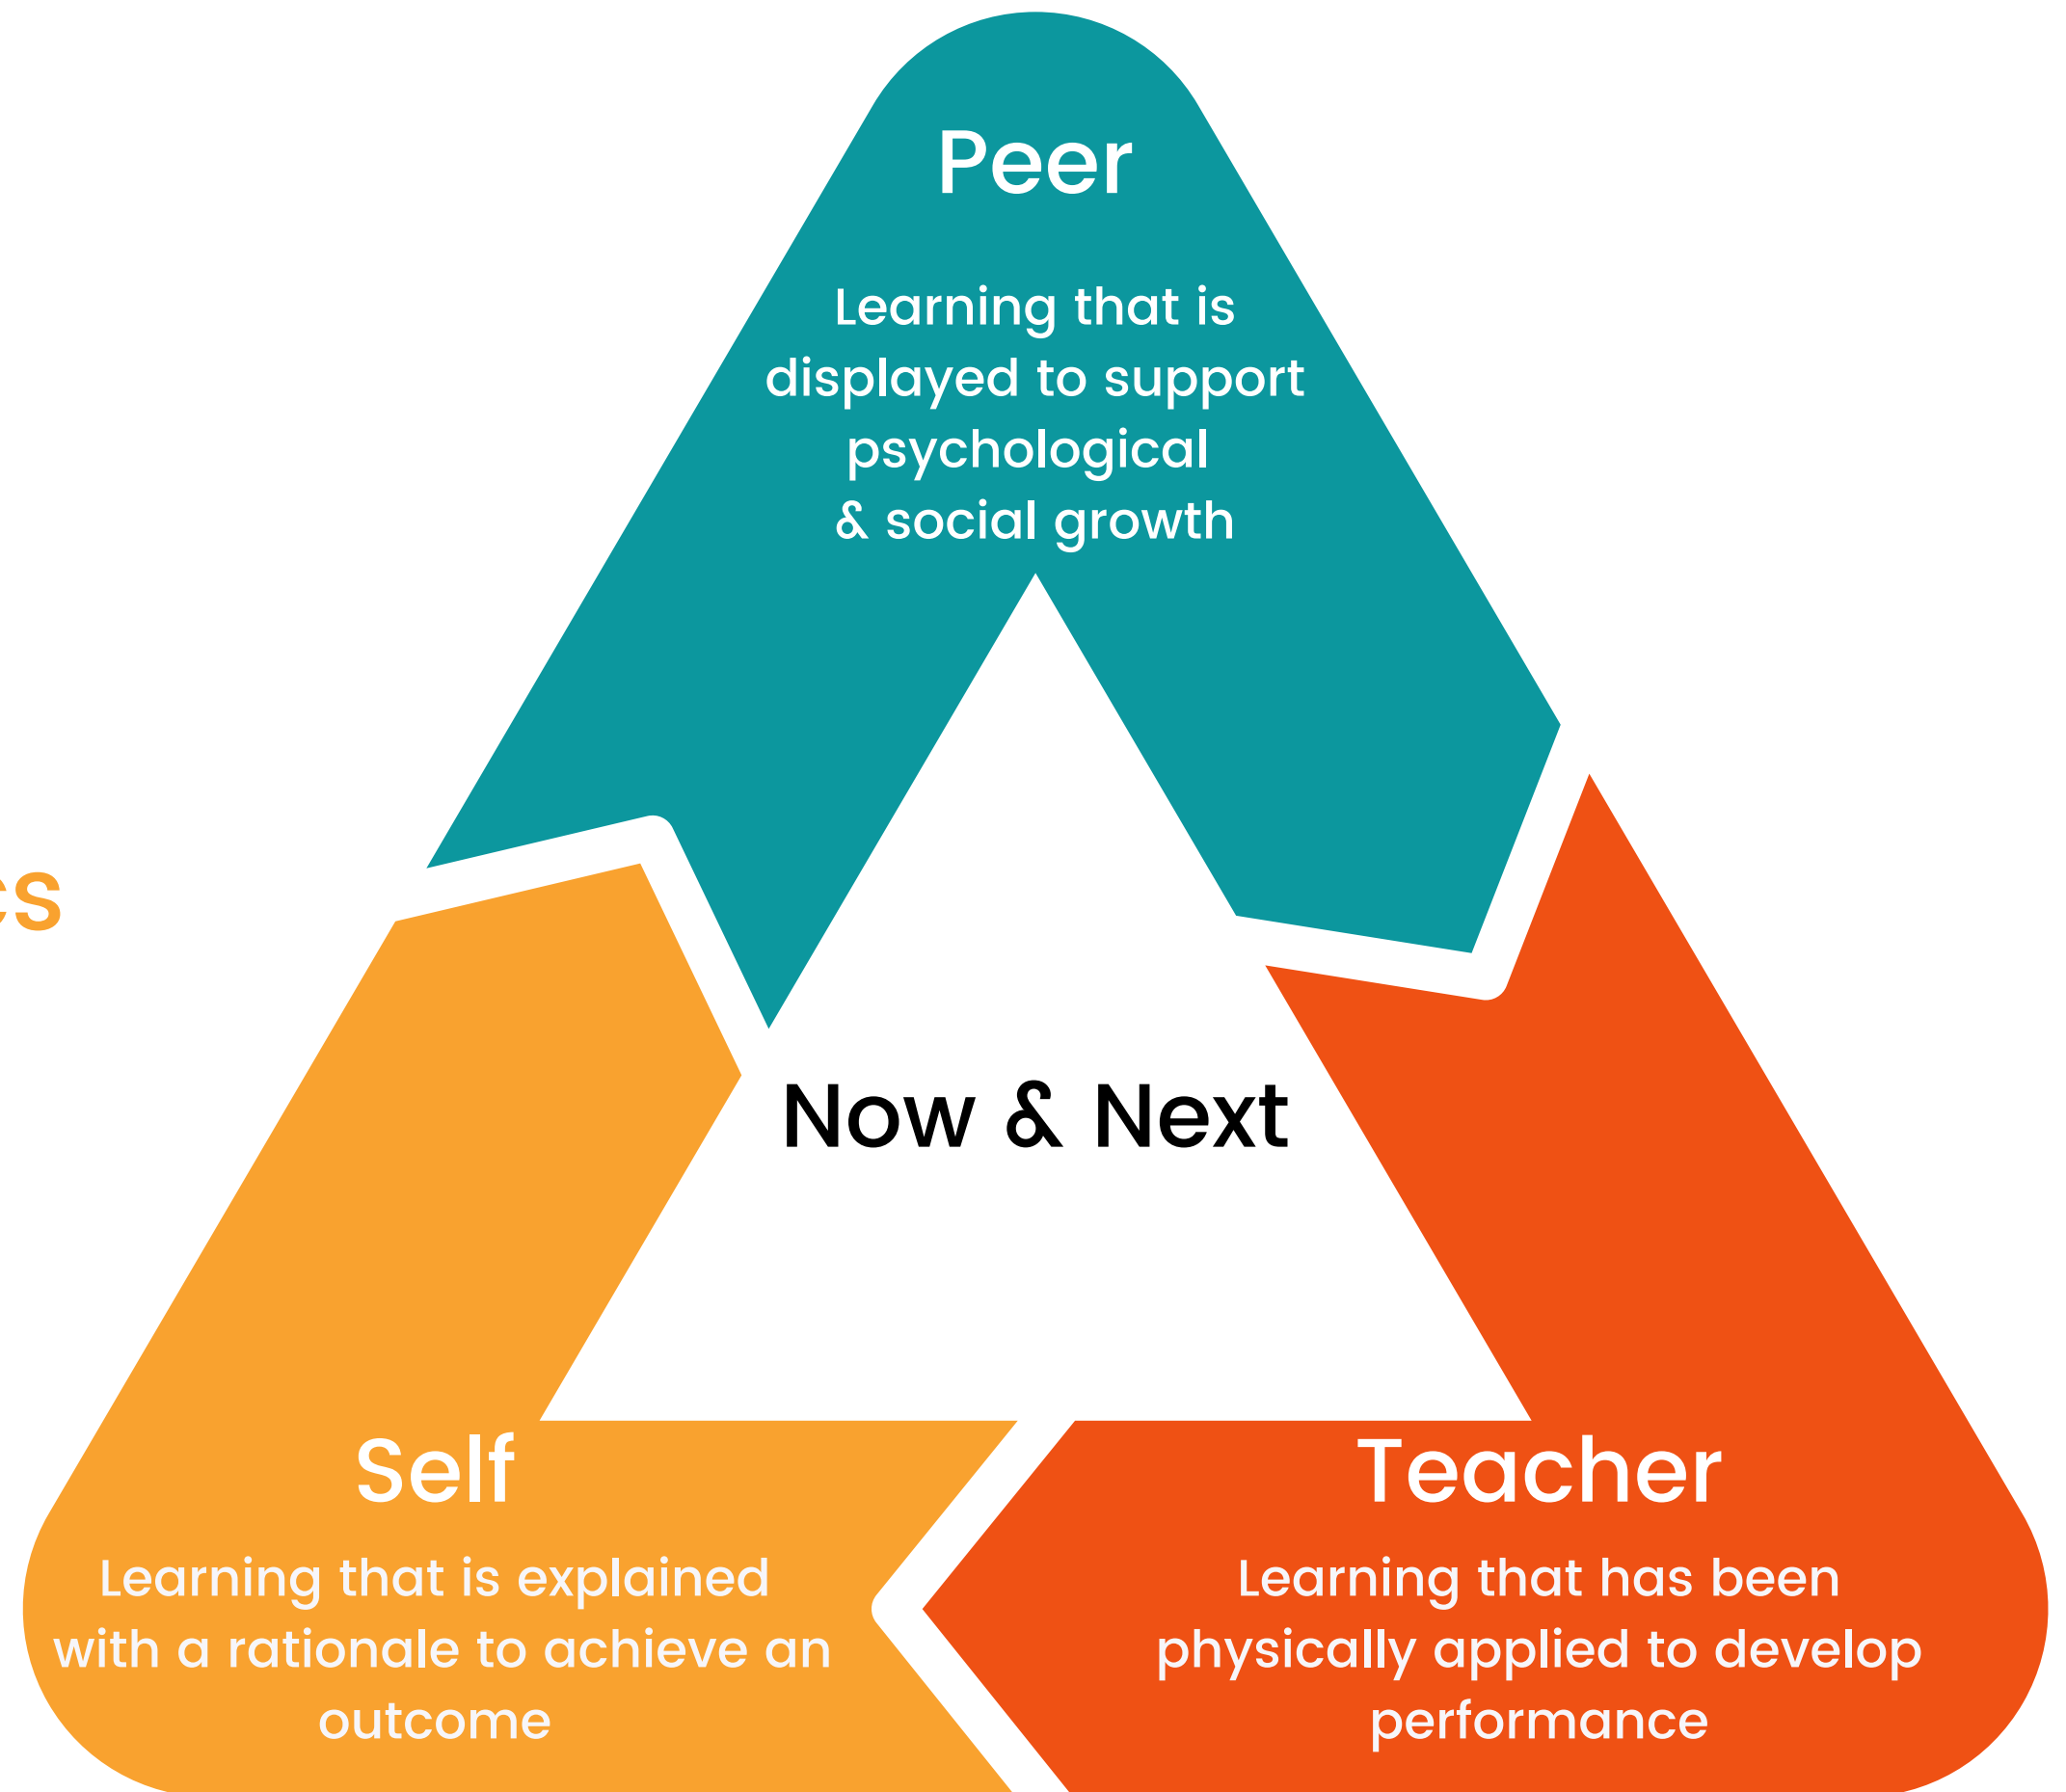 Peer
Learning that is
displayed to support
psychological
& social growth
cs
Now & Next
Self
Learning that is explained
with a rationale to achieve an
outcome
Teacher
Learning that has been
physically applied to develop
performance